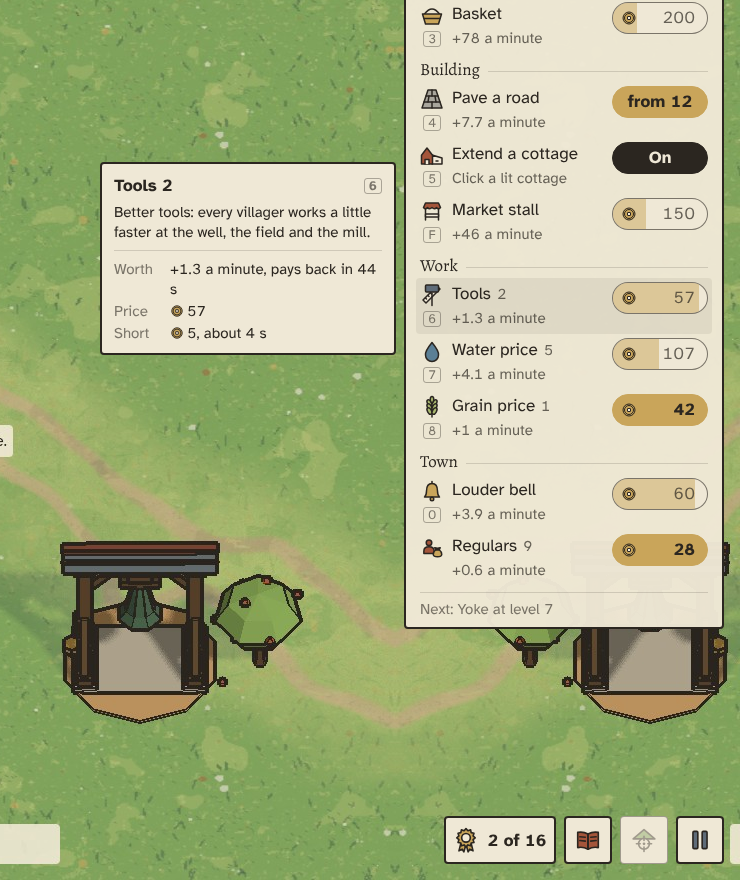 Basket
200
3 +78 a minute
Building
Pave a road
from 12
4 +7.7 a minute
Extend a cottage
On
5 Click a lit cottage
Market stall
150
F +46 a minute
Work
Tools 2
57
6 +1.3 a minute
Water price 5
107
7 +4.1 a minute
Grain price 1
42
8 +1 a minute
Town
Louder bell
60
0 +3.9 a minute
Regulars 9
28
+0.6 a minute
Next: Yoke at level 7
Tools 2 6
Better tools: every villager works a little
faster at the well, the field and the mill.
Worth +1.3 a minute, pays back in 44
s
Price 57
Short 5, about 4 s
e.
2 of 16